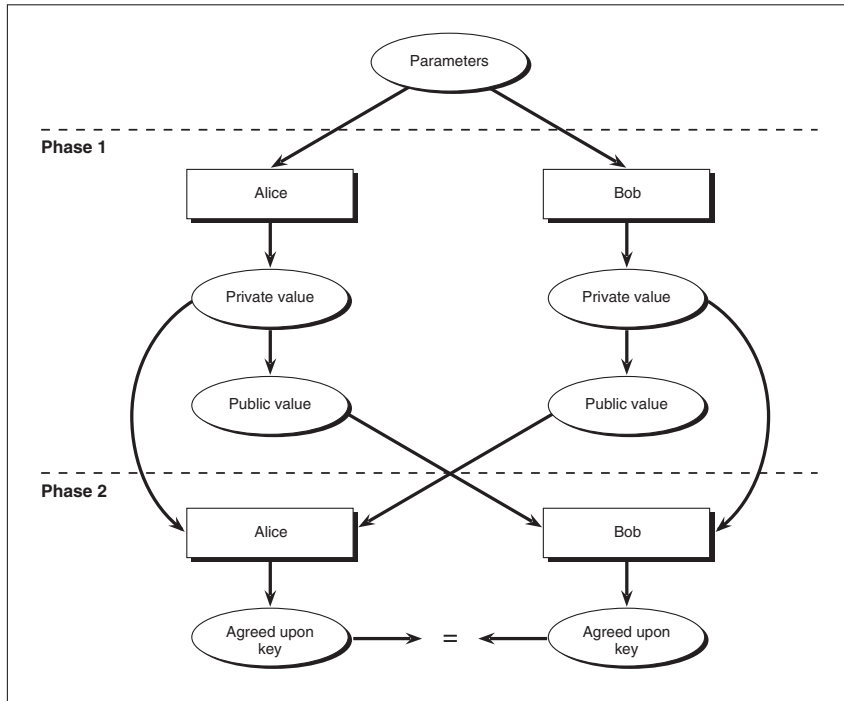 Parameters
Phase 1
Alice
Bob
Private value
Private value
Public value
Public value
Phase 2
Alice
Bob
Agreed upon
key
=
Agreed upon
key